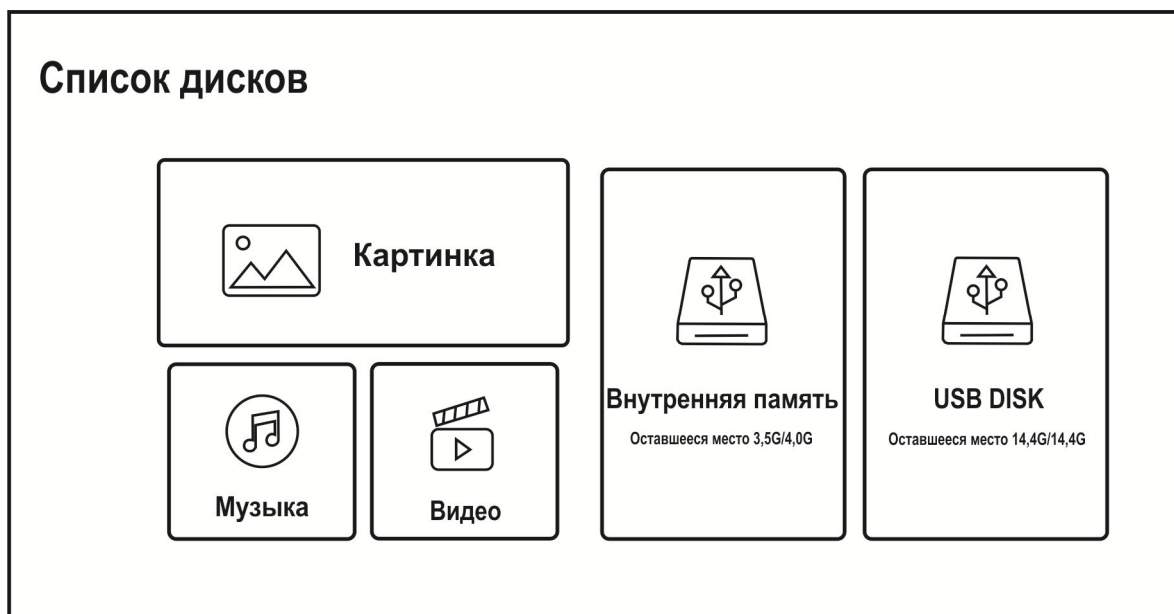 Список дисков
Картинка
Музыка
Видео
Внутренняя память
Оставшееся место 3,5G/4,0G
USB DISK
Оставшееся место 14,4G/14,4G